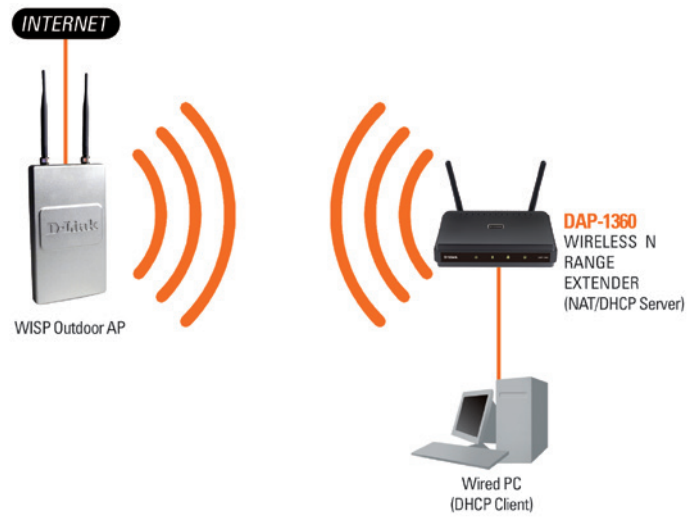 INTERNET
D-Link
WISP Outdoor AP
DAP-1360
WIRELESS N
RANGE
EXTENDER
(NAT/DHCP Server)
Wired PC
(DHCP Client)